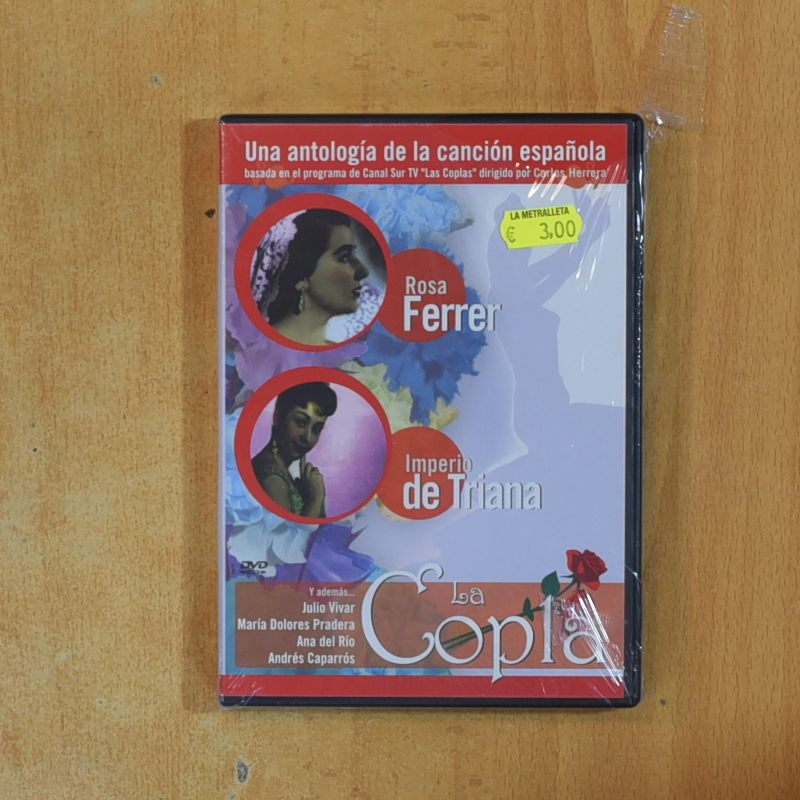 Una antología de la canción española
basada en el programa de Canal Sur TV "Las Coplas" dirigido por Carlos Herrera
LA METRALLETA
€ 3,00
Rosa
Ferrer
Imperio
de Triana
DVD
Y además...
Julio Vivar
María Dolores Pradera
Ana del Río
Andrés Caparrós
La
Copla